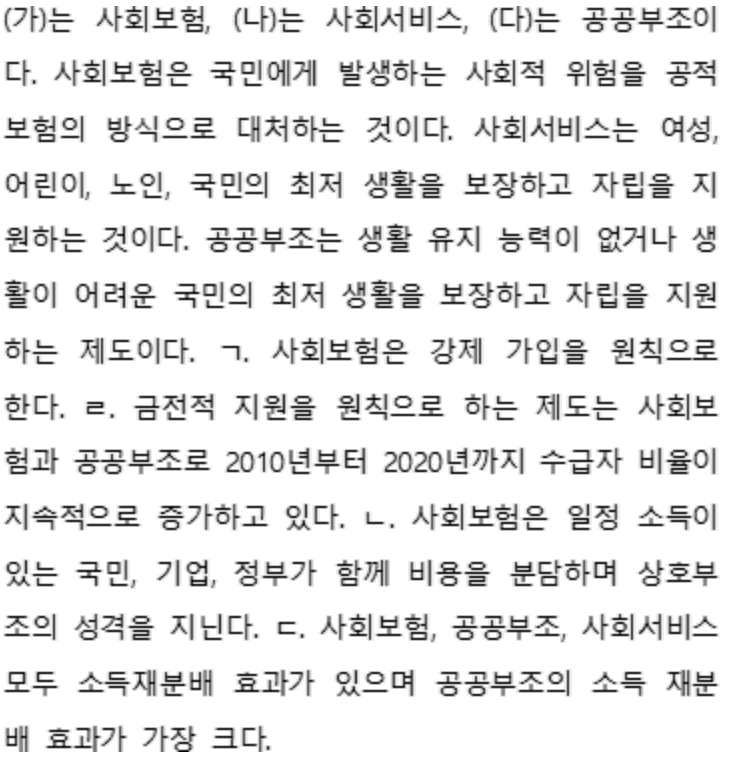 (가)는 사회보험, (나)는 사회서비스, (다)는 공공부조이
다. 사회보험은 국민에게 발생하는 사회적 위험을 공적
보험의 방식으로 대처하는 것이다. 사회서비스는 여성,
어린이, 노인, 국민의 최저 생활을 보장하고 자립을 지
원하는 것이다. 공공부조는 생활 유지 능력이 없거나 생
활이 어려운 국민의 최저 생활을 보장하고 자립을 지원
하는 제도이다. ㄱ. 사회보험은 강제 가입을 원칙으로
한다. ㄹ. 금전적 지원을 원칙으로 하는 제도는 사회보
험과 공공부조로 2010년부터 2020년까지 수급자 비율이
지속적으로 증가하고 있다. ㄴ. 사회보험은 일정 소득이
있는 국민, 기업, 정부가 함께 비용을 분담하며 상호부
조의 성격을 지닌다. ㄷ. 사회보험, 공공부조, 사회서비스
모두 소득재분배 효과가 있으며 공공부조의 소득 재분
배 효과가 가장 크다.